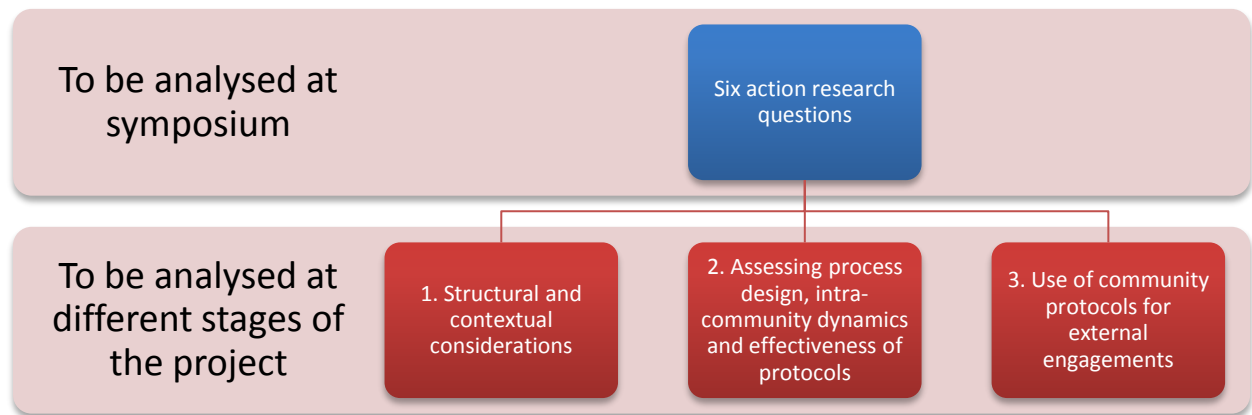 To be analysed at
symposium
Six action research
questions
To be analysed at
different stages of
the project
1. Structural and
contextual
considerations
2. Assessing process
design, intra-
community dynamics
and effectiveness of
protocols
3. Use of community
protocols for
external
engagements